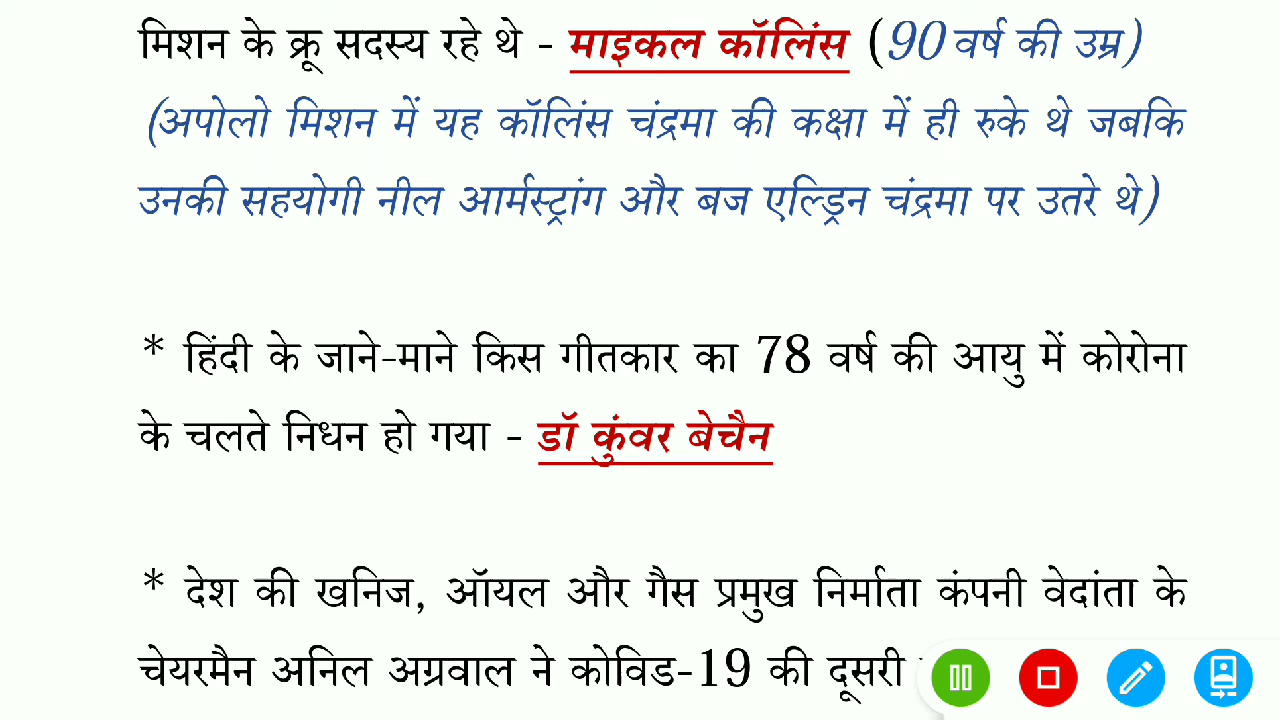 मिशन के क्रू सदस्य रहे थे - माइकल कॉलिंस (90 वर्ष की उम्र)
(अपोलो मिशन में यह कॉलिंस चंद्रमा की कक्षा में ही रुके थे जबकि
उनकी सहयोगी नील आर्मस्ट्रांग और बज एल्ड्रिन चंद्रमा पर उतरे थे)
* हिंदी के जाने-माने किस गीतकार का 78 वर्ष की आयु में कोरोना
के चलते निधन हो गया - डॉ कुंवर बेचैन
* देश की खनिज, ऑयल और गैस प्रमुख निर्माता कंपनी वेदांता के
चेयरमैन अनिल अग्रवाल ने कोविड-19 की दूसरी